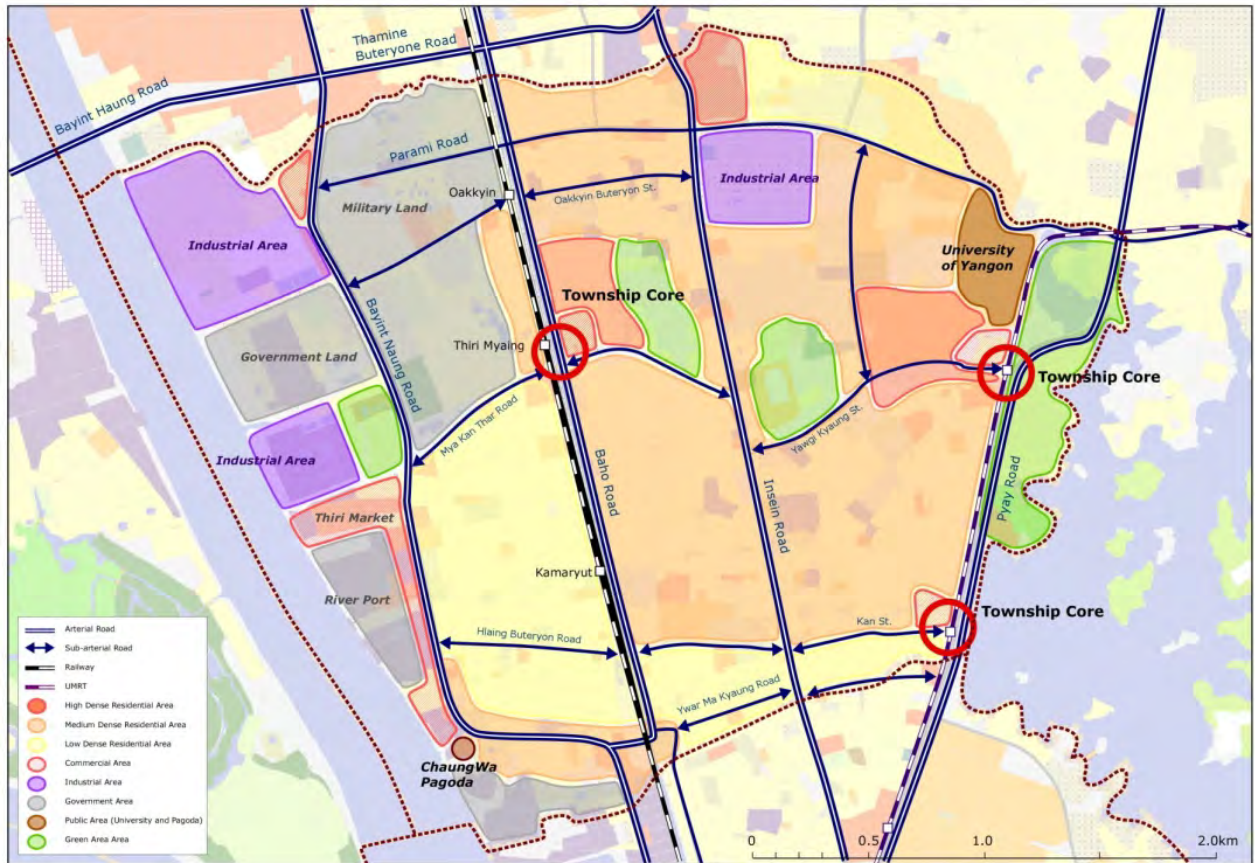 Thamine
Buteryone Road
Bayint Haung Road
Parami Road
Oakkyin
Oakkyin Buteryon St.
Industrial Area
Military Land
Industrial Area
University
of Yangon
Township Core
Bayint Naung Road
Government Land
Thiri Myaing
Township Core
Mya Kan Thar Road
Yawgi Kyaung St.
Industrial Area
Baho Road
Insein Road
Pyay Road
Thiri Market
Kamaryut
River Port
Township Core
Kan St.
Hlaing Buteryon Road
Ywar Ma Kyaung Road
ChaungWa
Pagoda
Arterial Road
Sub-arterial Road
Railway
UMRT
High Dense Residential Area
Medium Dense Residential Area
Low Dense Residential Area
Commercial Area
Industrial Area
Government Area
Public Area (University and Pagoda)
Green Area Area
0 0.5 1.0 2.0km